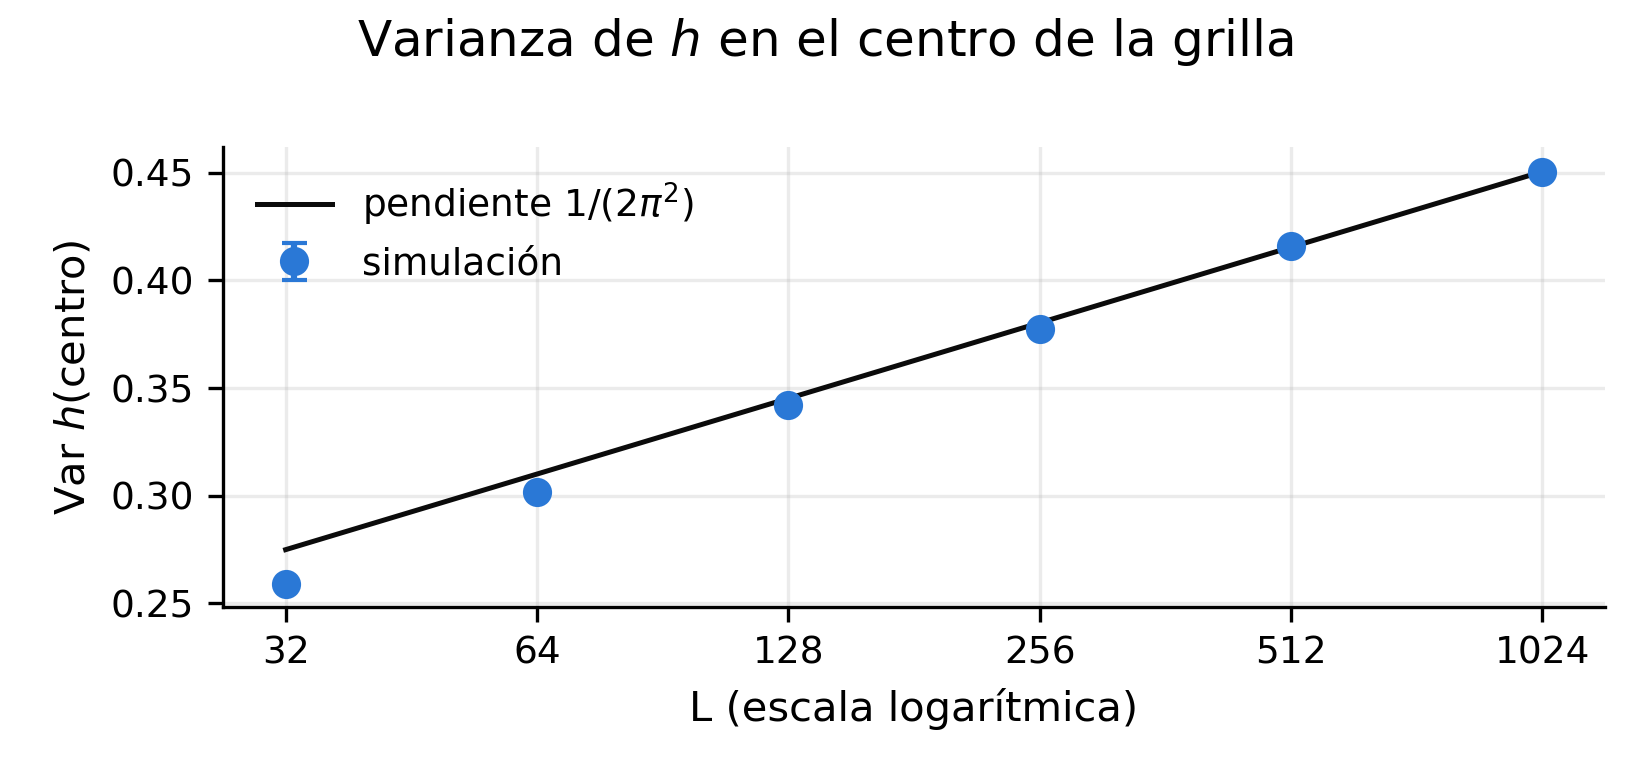 Varianza de h en el centro de la grilla
Var h(centro)
0.45
0.40
0.35
0.30
0.25
pendiente 1/(2π²)
simulación
32 64 128 256 512 1024
L (escala logarítmica)